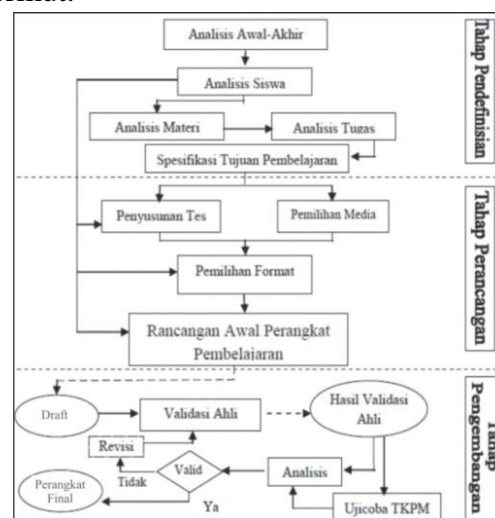 Analisis Awal-Akhir
Analisis Siswa
Analisis Materi
Analisis Tugas
Spesifikasi Tujuan Pembelajaran
Tahap Pendefinisian
Penyusunan Tes
Pemilihan Media
Pemilihan Format
Rancangan Awal Perangkat
Pembelajaran
Tahap Perancangan
Draft
Validasi Ahli
Hasil Validasi
Ahli
Revisi
Tidak
Valid
Analisis
Perangkat
Final
Ya
Ujicoba TKPM
Tahap
Pengembangan